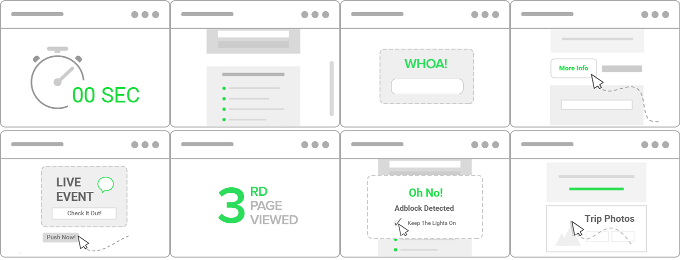 00 SEC
WHOA!
More Info
LIVE
EVENT
Check It Out!
Push Now!
3 RD
PAGE
VIEWED
Oh No!
Adblock Detected
Keep The Lights On
Trip Photos